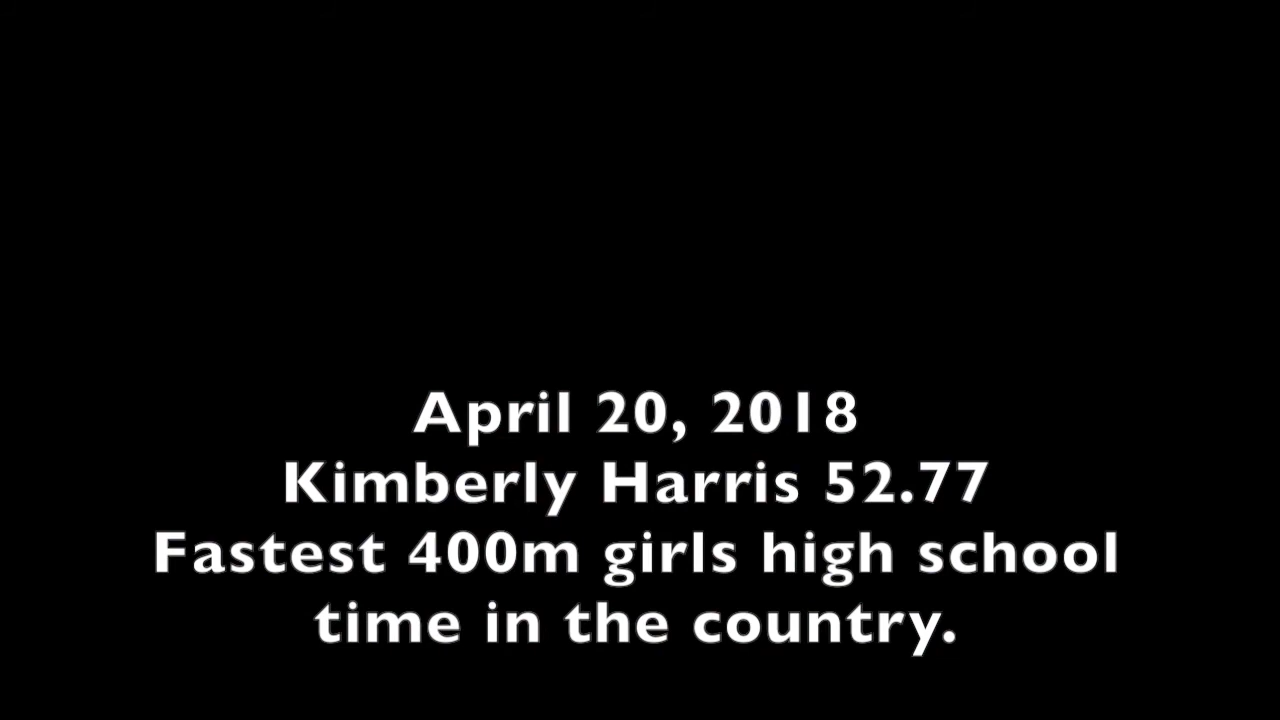 April 20, 2018
Kimberly Harris 52.77
Fastest 400m girls high school
time in the country.